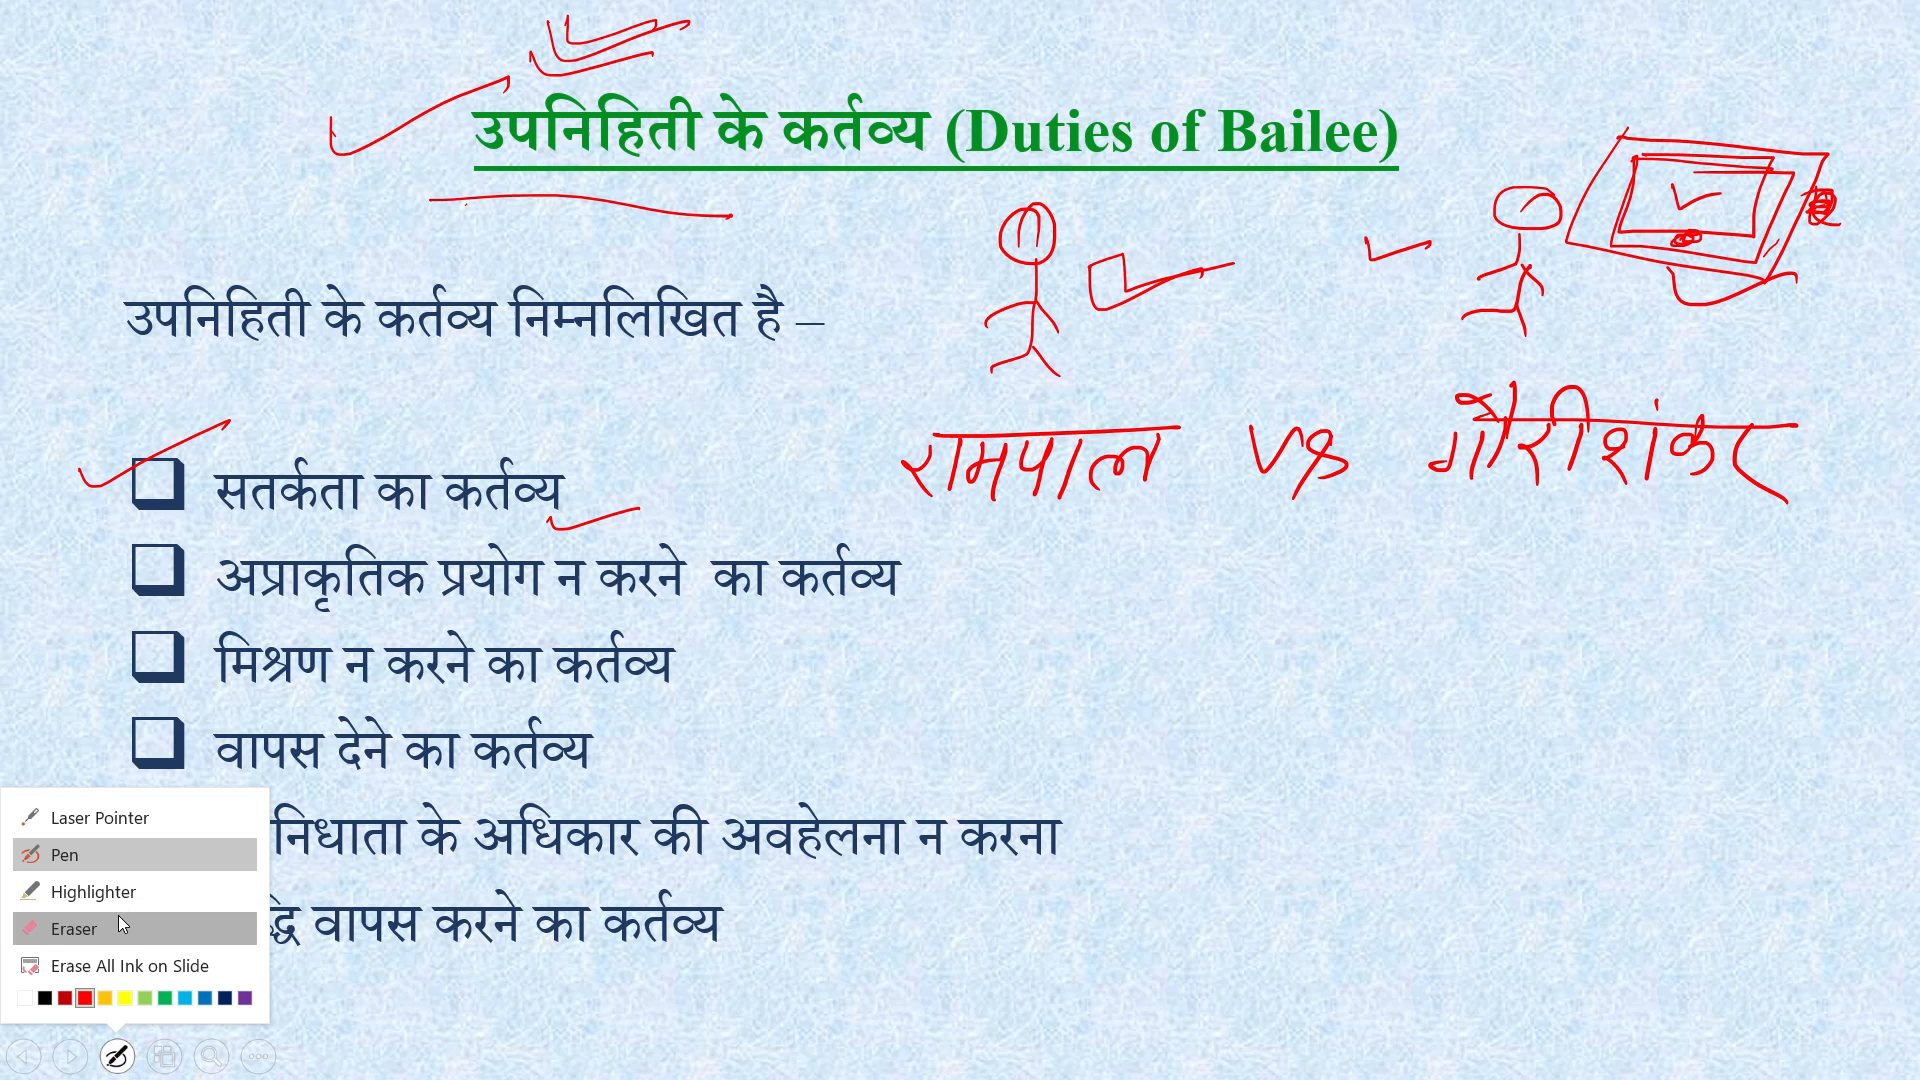 उपनिहिती के कर्तव्य (Duties of Bailee)
उपनिहिती के कर्तव्य निम्नलिखित है –
रामपाल vs गौरीशंकर
सतर्कता का कर्तव्य
अप्राकृतिक प्रयोग न करने का कर्तव्य
मिश्रण न करने का कर्तव्य
वापस देने का कर्तव्य
निधाता के अधिकार की अवहेलना न करना
द्धि वापस करने का कर्तव्य
Laser Pointer
Pen
Highlighter
Eraser
Erase All Ink on Slide